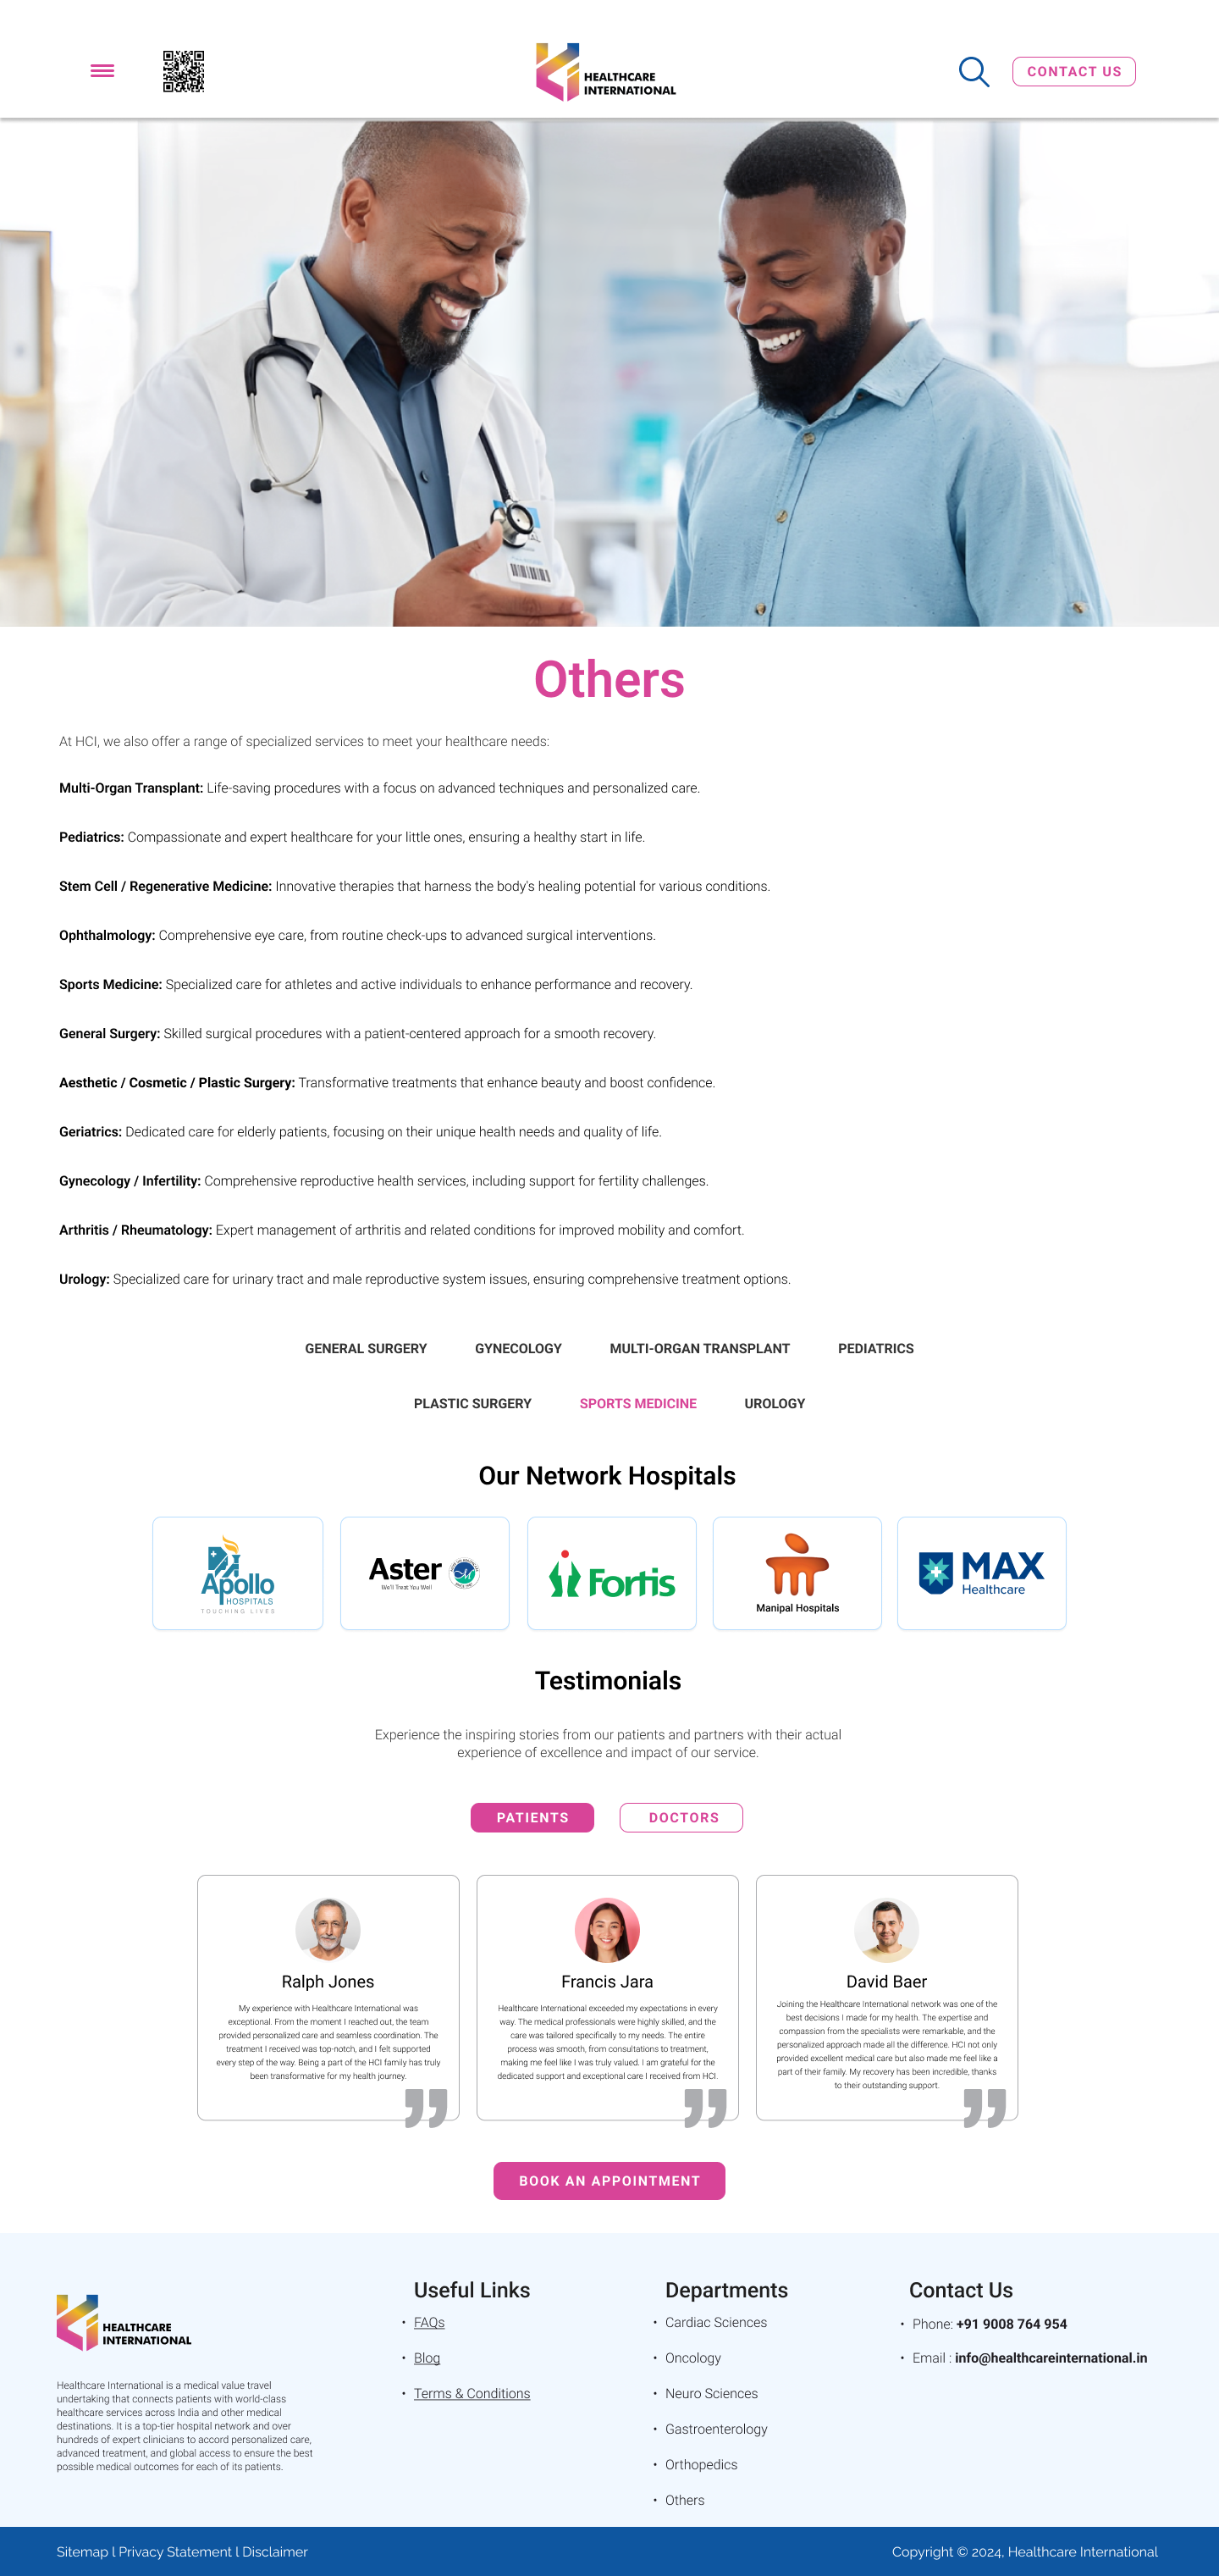 HEALTHCARE
INTERNATIONAL
CONTACT US
Others
At HCI, we also offer a range of specialized services to meet your healthcare needs:
Multi-Organ Transplant: Life-saving procedures with a focus on advanced techniques and personalized care.
Pediatrics: Compassionate and expert healthcare for your little ones, ensuring a healthy start in life.
Stem Cell / Regenerative Medicine: Innovative therapies that harness the body's healing potential for various conditions.
Ophthalmology: Comprehensive eye care, from routine check-ups to advanced surgical interventions.
Sports Medicine: Specialized care for athletes and active individuals to enhance performance and recovery.
General Surgery: Skilled surgical procedures with a patient-centered approach for a smooth recovery.
Aesthetic / Cosmetic / Plastic Surgery: Transformative treatments that enhance beauty and boost confidence.
Geriatrics: Dedicated care for elderly patients, focusing on their unique health needs and quality of life.
Gynecology / Infertility: Comprehensive reproductive health services, including support for fertility challenges.
Arthritis / Rheumatology: Expert management of arthritis and related conditions for improved mobility and comfort.
Urology: Specialized care for urinary tract and male reproductive system issues, ensuring comprehensive treatment options.
GENERAL SURGERY GYNECOLOGY MULTI-ORGAN TRANSPLANT PEDIATRICS
PLASTIC SURGERY SPORTS MEDICINE UROLOGY
Our Network Hospitals
Apollo
HOSPITALS
TOUCHING LIVES
Aster
We'll Treat You Well
Fortis
Manipal Hospitals
MAX
Healthcare
Testimonials
Experience the inspiring stories from our patients and partners with their actual
experience of excellence and impact of our service.
PATIENTS DOCTORS
Ralph Jones
My experience with Healthcare International was
exceptional. From the moment I reached out, the team
provided personalized care and seamless coordination. The
treatment I received was top-notch, and I felt supported
every step of the way. Being a part of the HCI family has truly
been transformative for my health journey.
Francis Jara
Healthcare International exceeded my expectations in every
way. The medical professionals were highly skilled, and the
care was tailored specifically to my needs. The entire
process was smooth, from consultations to treatment,
making me feel like I was truly valued. I am grateful for the
dedicated support and exceptional care I received from HCI.
David Baer
Joining the Healthcare International network was one of the
best decisions I made for my health. The expertise and
compassion from the specialists were remarkable, and the
personalized approach made all the difference. HCI not only
provided excellent medical care but also made me feel like a
part of their family. My recovery has been incredible, thanks
to their outstanding support.
BOOK AN APPOINTMENT
HEALTHCARE
INTERNATIONAL
Healthcare International is a medical value travel
undertaking that connects patients with world-class
healthcare services across India and other medical
destinations. It is a top-tier hospital network and over
hundreds of expert clinicians to accord personalized care,
advanced treatment, and global access to ensure the best
possible medical outcomes for each of its patients.
Useful Links
• FAQs
• Blog
• Terms & Conditions
Departments
• Cardiac Sciences
• Oncology
• Neuro Sciences
• Gastroenterology
• Orthopedics
• Others
Contact Us
• Phone: +91 9008 764 954
• Email : info@healthcareinternational.in
Sitemap l Privacy Statement l Disclaimer
Copyright © 2024, Healthcare International